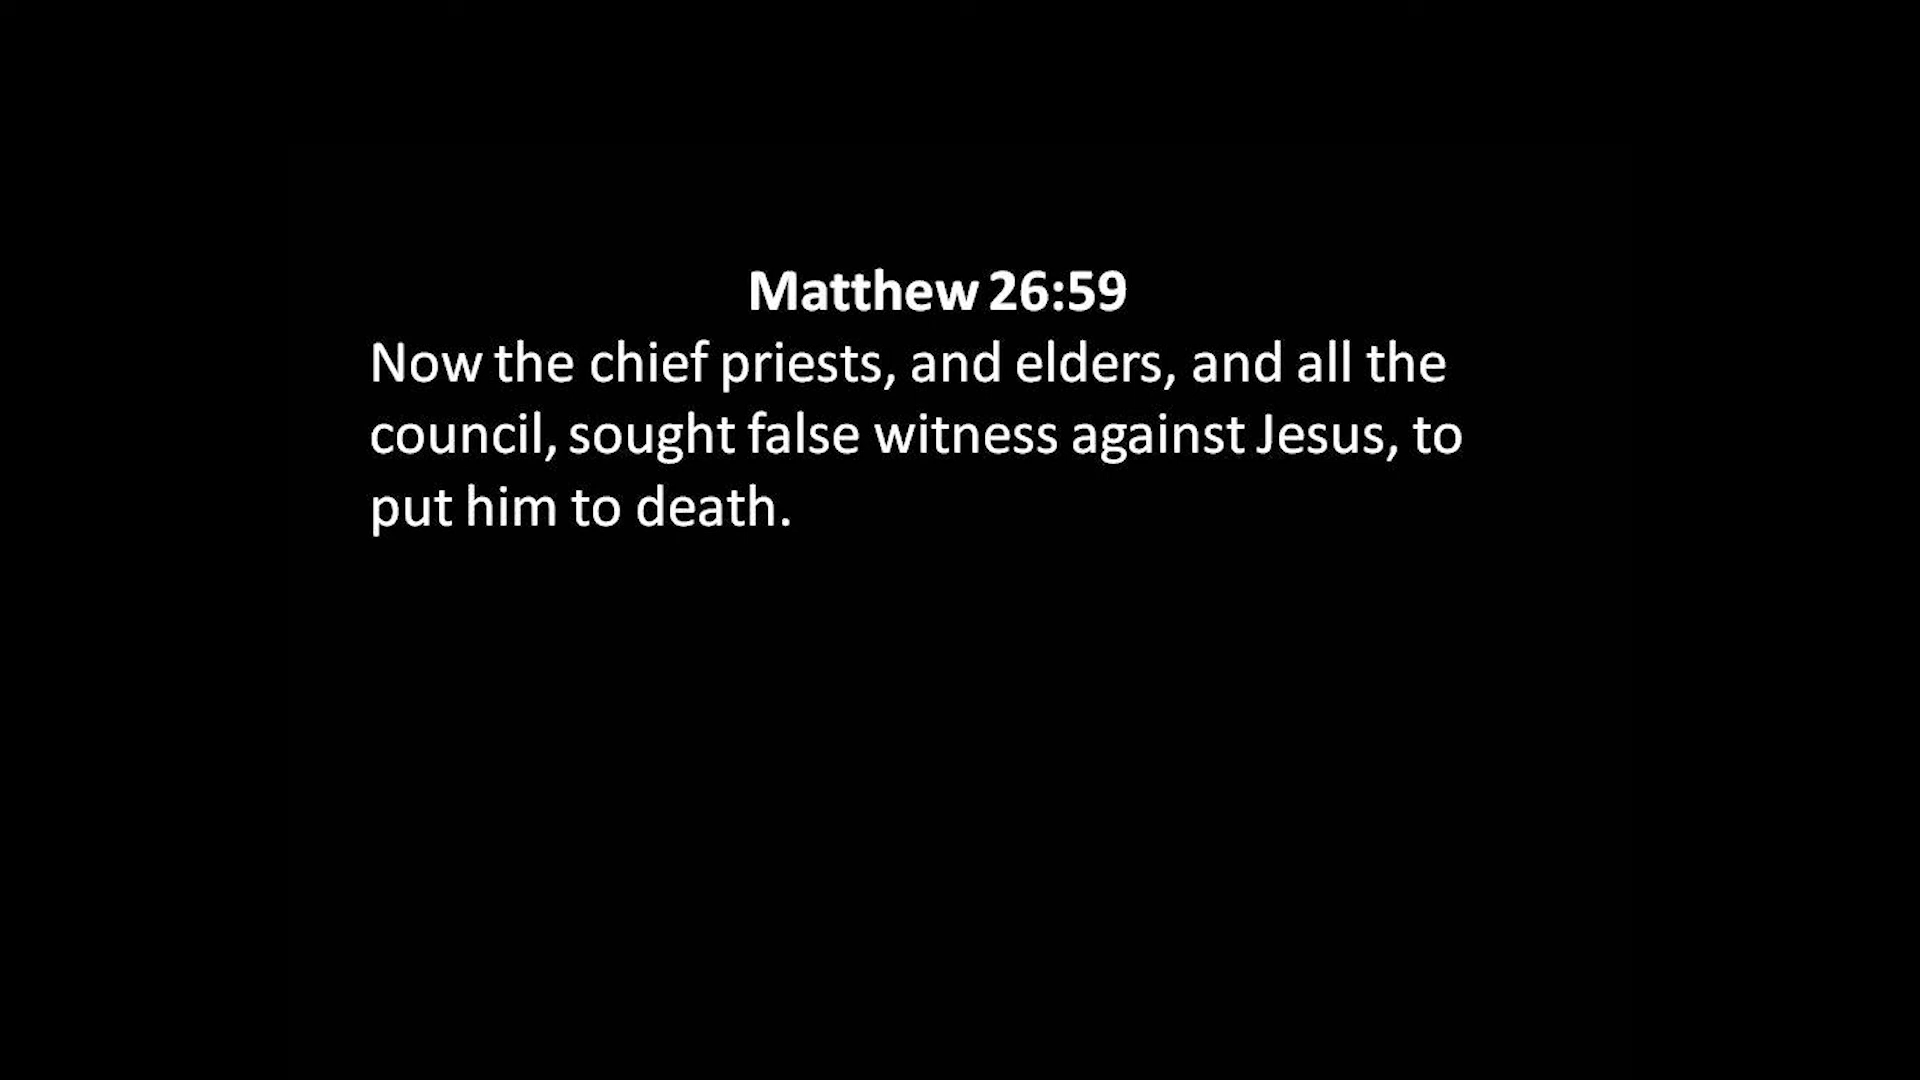 Matthew 26:59
Now the chief priests, and elders, and all the
council, sought false witness against Jesus, to
put him to death.